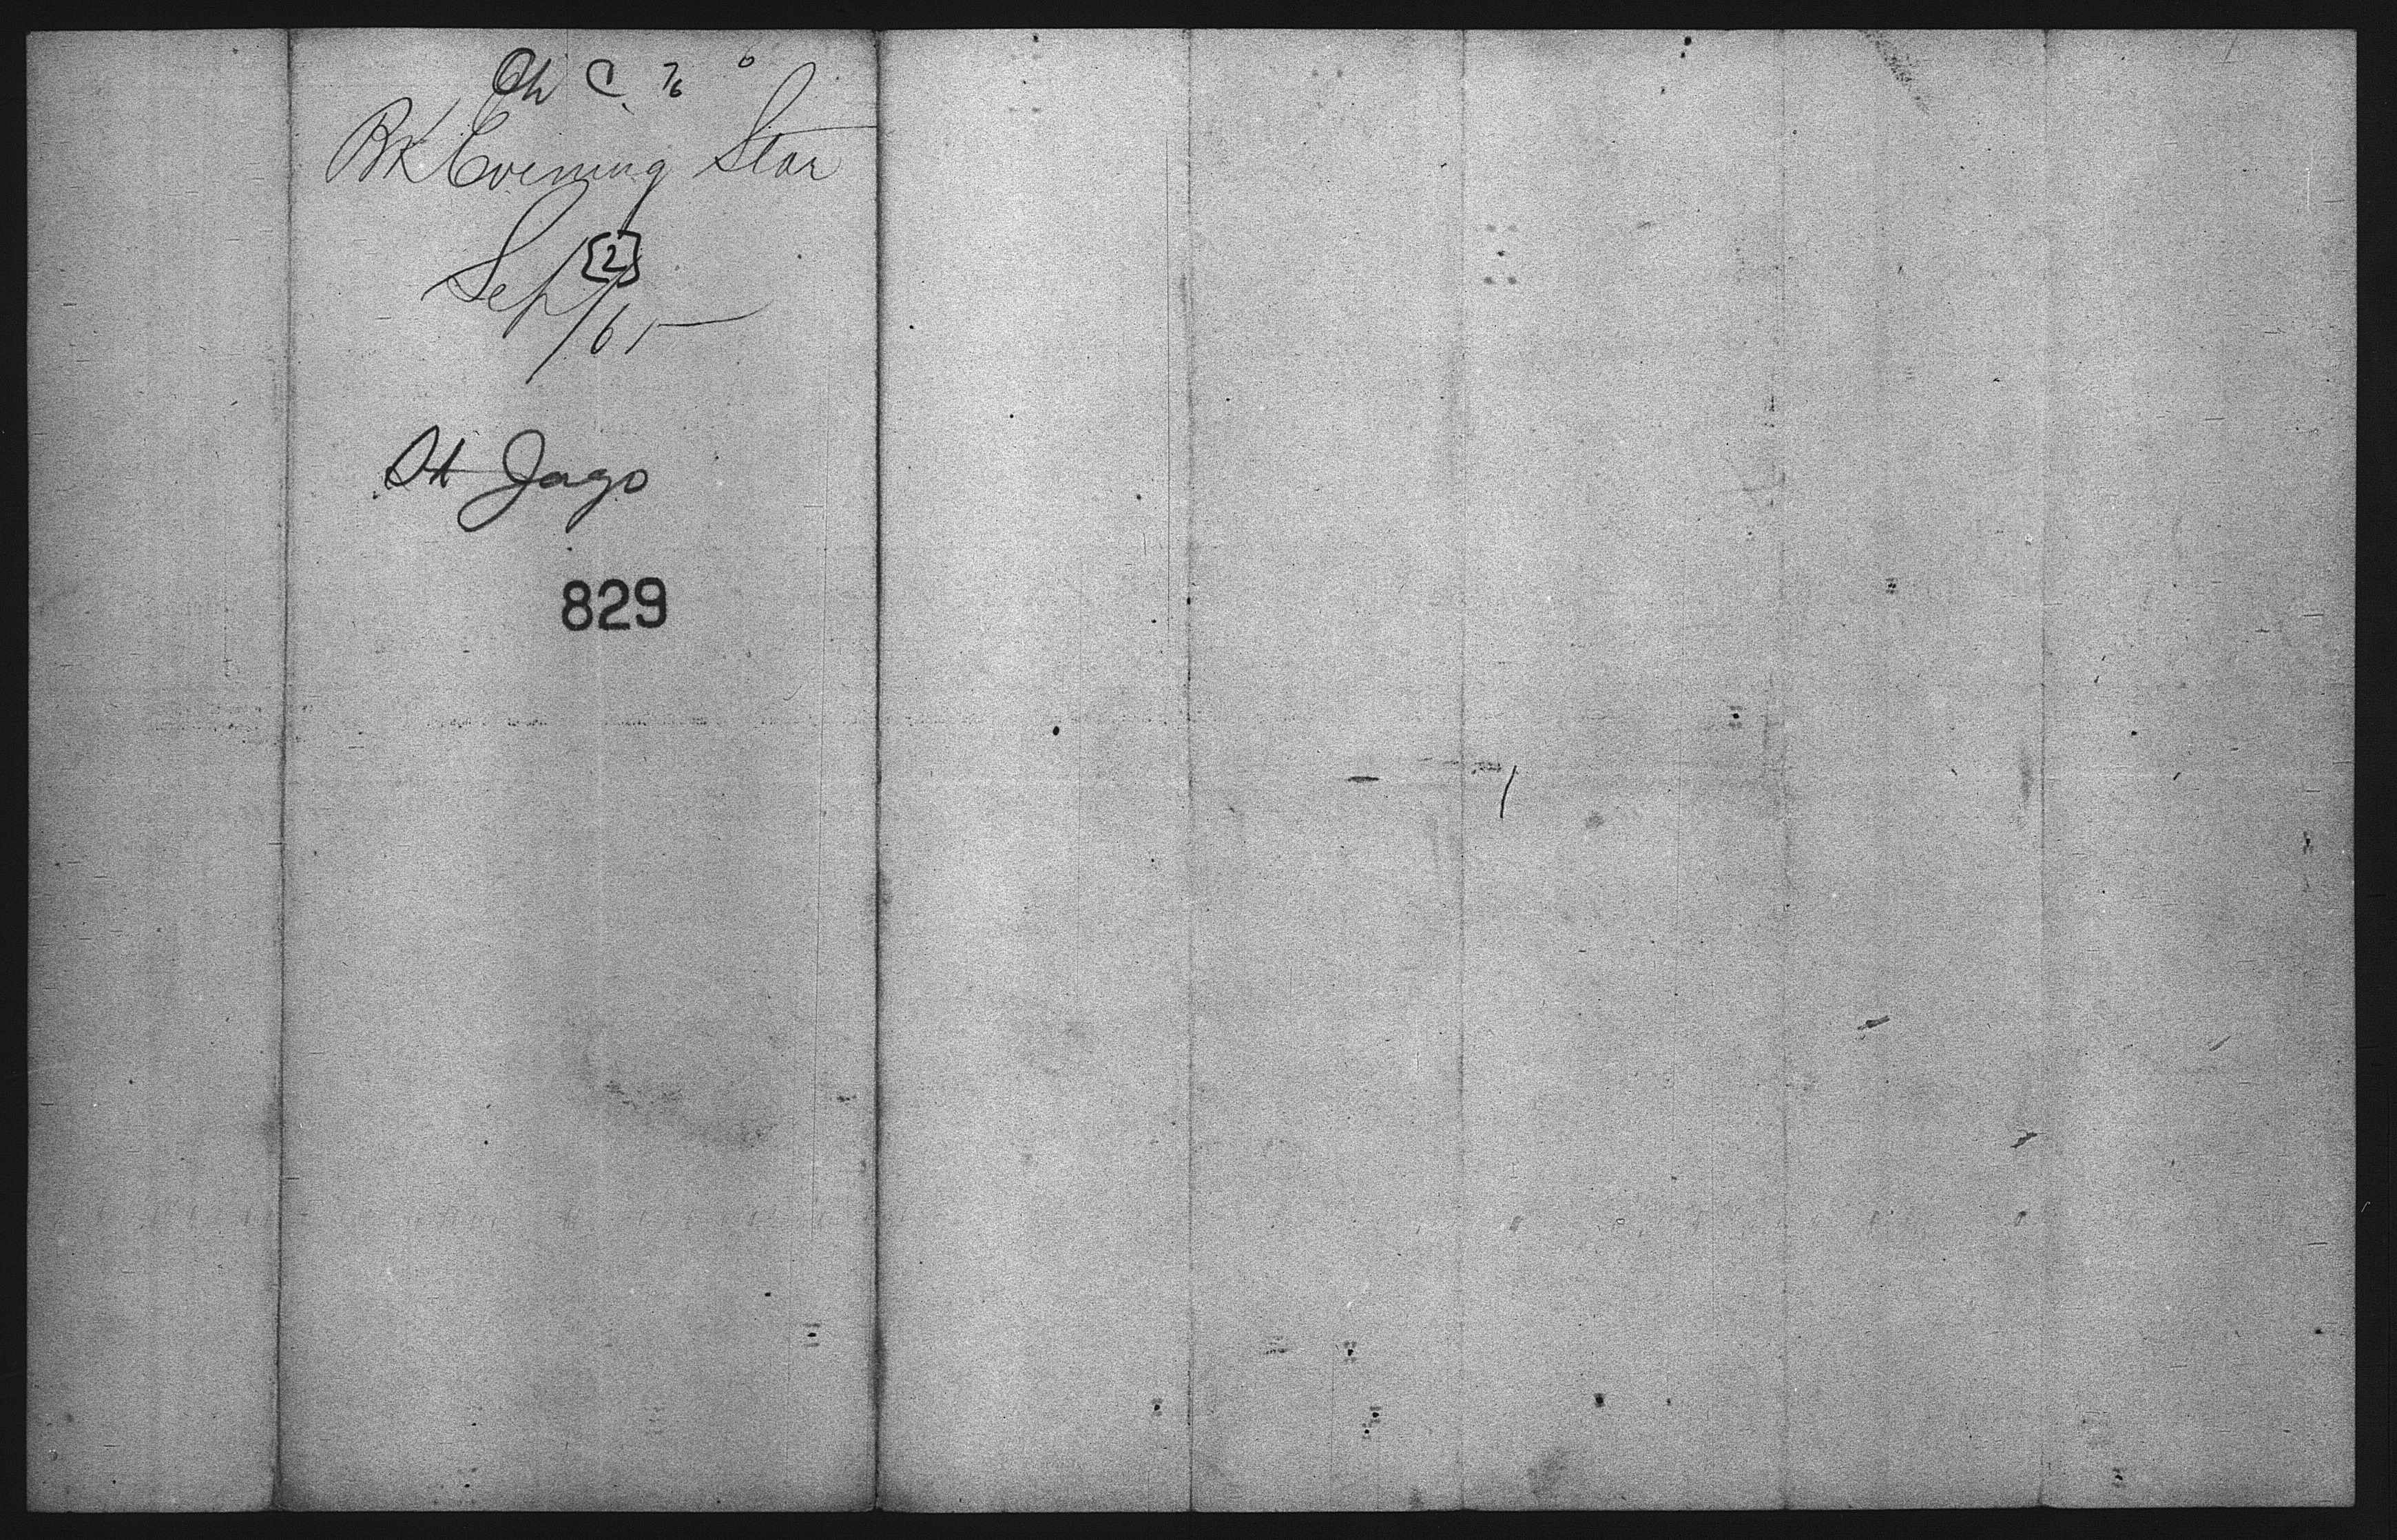 Ch C 76
Bk Evening Star
[2]
Sep/65
St Jago
829